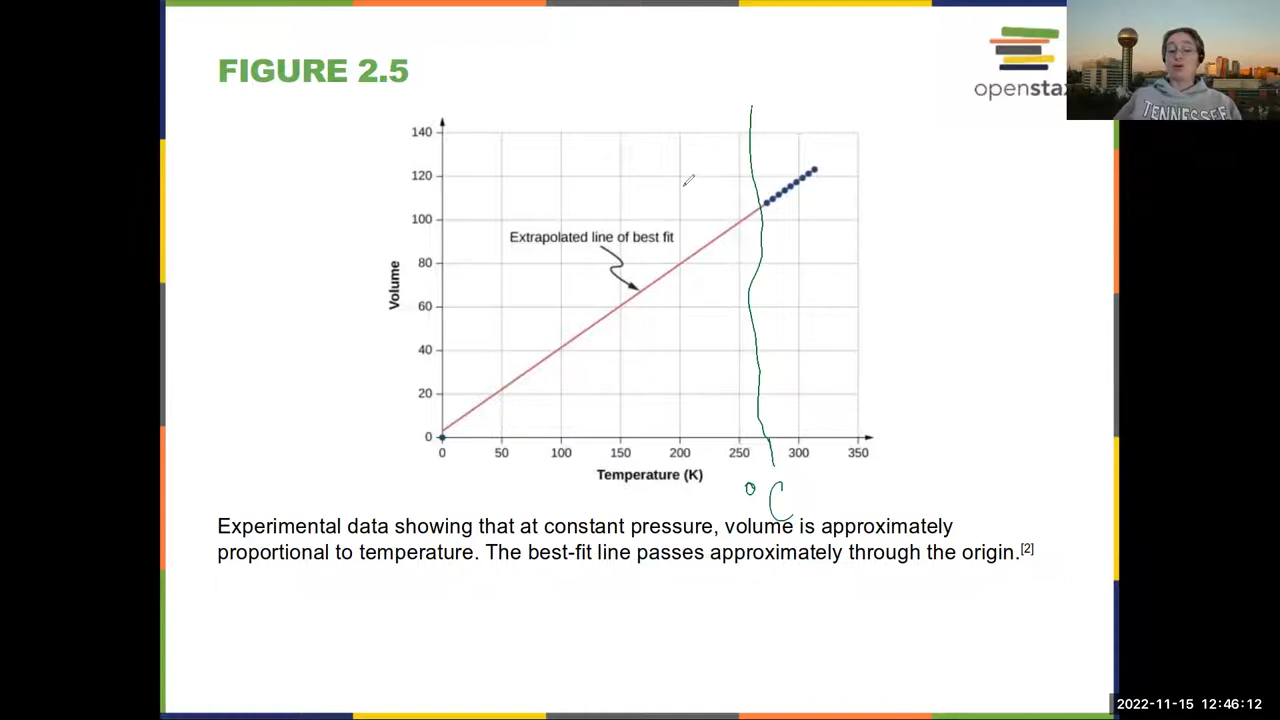 FIGURE 2.5
openstax
TENNESSEE
140
120
100
80
60
40
20
0
Volume
Extrapolated line of best fit
0 50 100 150 200 250 300 350
Temperature (K)
° C
Experimental data showing that at constant pressure, volume is approximately
proportional to temperature. The best-fit line passes approximately through the origin.[2]
2022-11-15 12:46:12